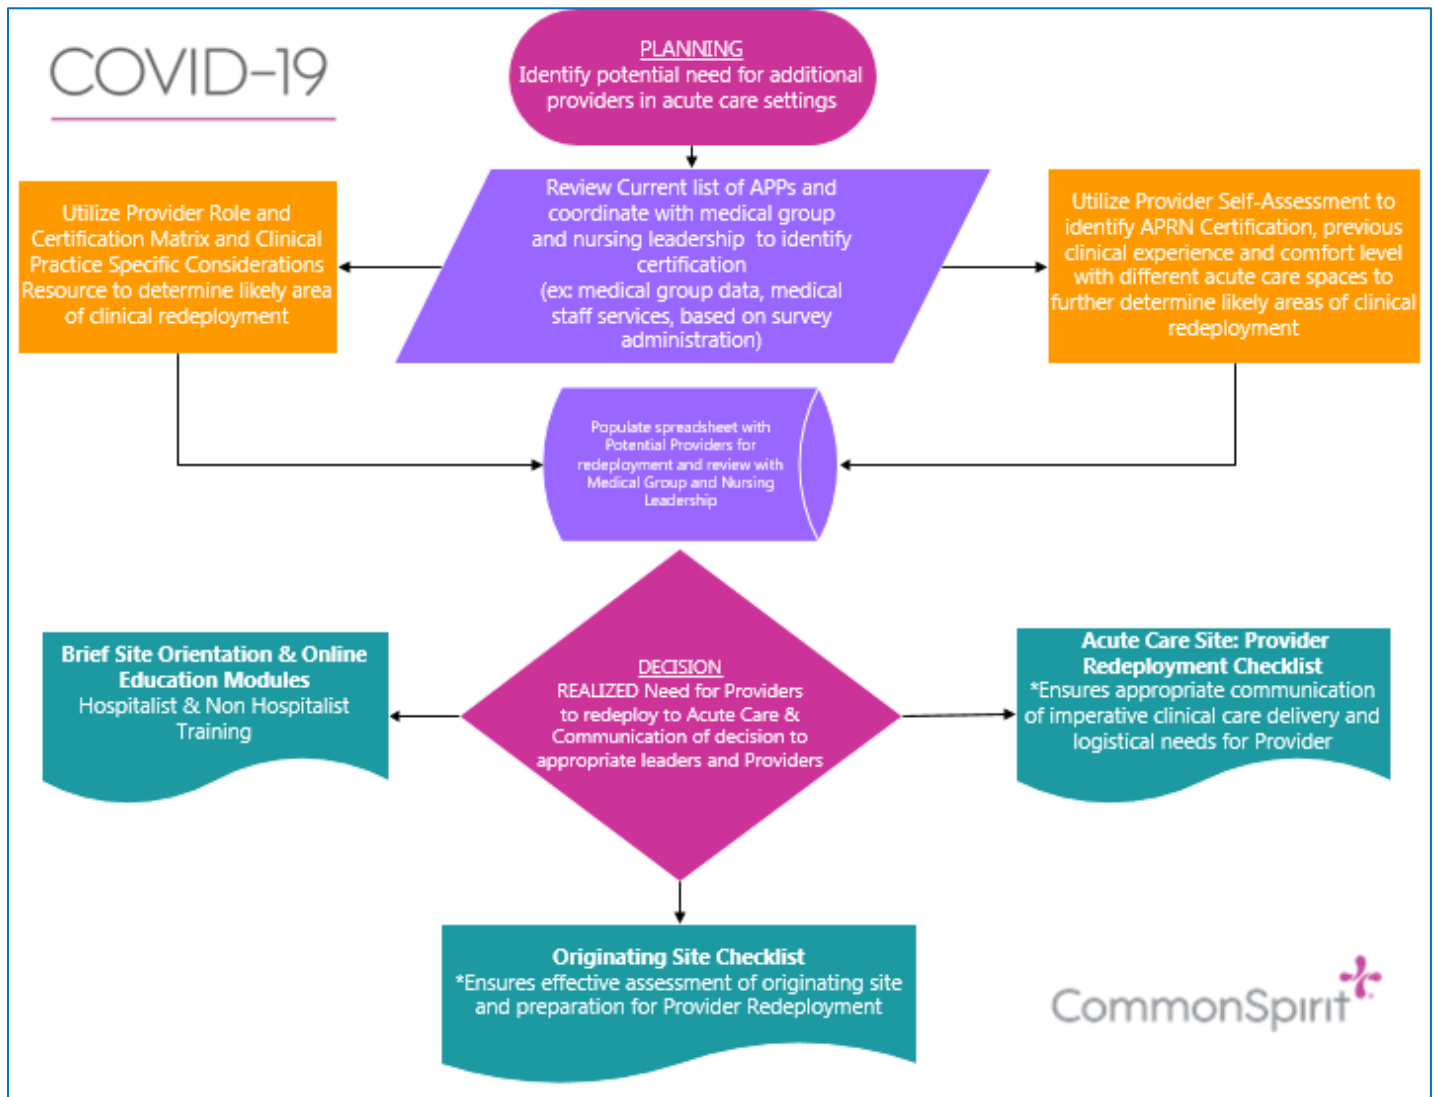 COVID-19
PLANNING
Identify potential need for additional
providers in acute care settings
Utilize Provider Role and
Certification Matrix and Clinical
Practice Specific Considerations
Resource to determine likely area
of clinical redeployment
Review Current list of APPs and
coordinate with medical group
and nursing leadership to identify
certification
(ex: medical group data, medical
staff services, based on survey
administration)
Utilize Provider Self-Assessment to
identify APRN Certification, previous
clinical experience and comfort level
with different acute care spaces to
further determine likely areas of clinical
redeployment
Populate spreadsheet with
Potential Providers for
redeployment and review with
Medical Group and Nursing
Leadership
Brief Site Orientation & Online
Education Modules
Hospitalist & Non Hospitalist
Training
DECISION
REALIZED Need for Providers
to redeploy to Acute Care &
Communication of decision to
appropriate leaders and Providers
Acute Care Site: Provider
Redeployment Checklist
*Ensures appropriate communication
of imperative clinical care delivery and
logistical needs for Provider
Originating Site Checklist
*Ensures effective assessment of originating site
and preparation for Provider Redeployment
CommonSpirit